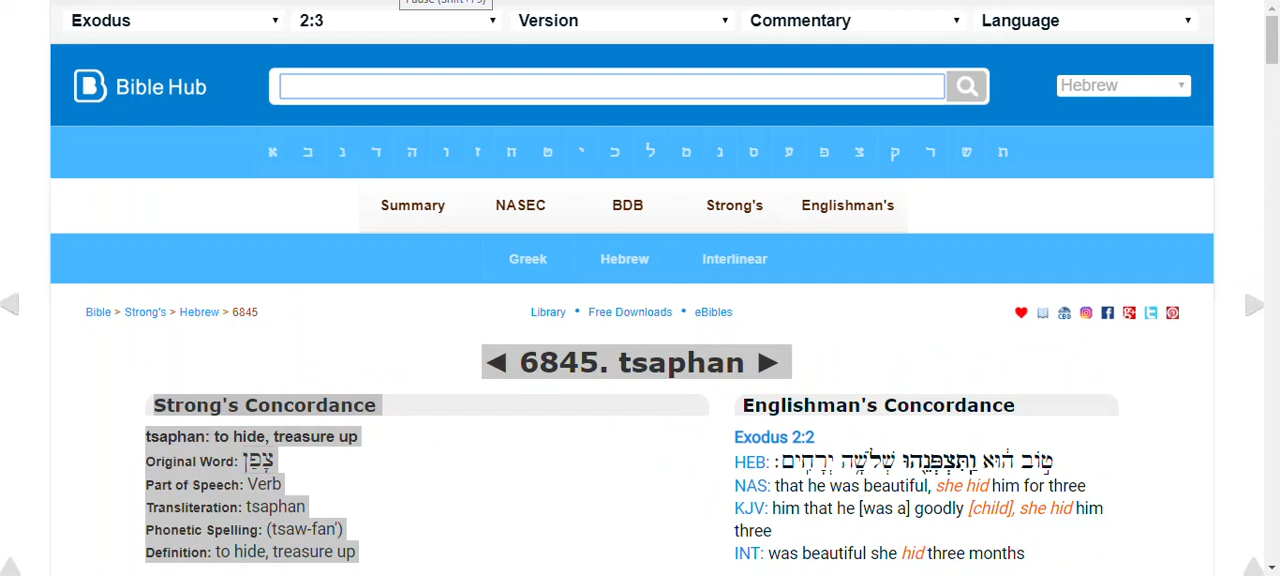 Pause (Shift+F9)
Exodus 2:3 Version Commentary Language
Bible Hub Hebrew
א ב ג ד ה ו ז ח ט י כ ל מ נ ס ע פ צ ק ר ש ת
Summary NASEC BDB Strong's Englishman's
Greek Hebrew Interlinear
Bible > Strong's > Hebrew > 6845 Library • Free Downloads • eBibles
◄ 6845. tsaphan ►
Strong's Concordance
tsaphan: to hide, treasure up
Original Word: צָפַן
Part of Speech: Verb
Transliteration: tsaphan
Phonetic Spelling: (tsaw-fan')
Definition: to hide, treasure up
Englishman's Concordance
Exodus 2:2
HEB: ט֣וֹב ה֔וּא וַֽתִּצְפְּנֵ֖הוּ שְׁלֹשָׁ֥ה יְרָחִֽים׃
NAS: that he was beautiful, she hid him for three
KJV: him that he [was a] goodly [child], she hid him
three
INT: was beautiful she hid three months